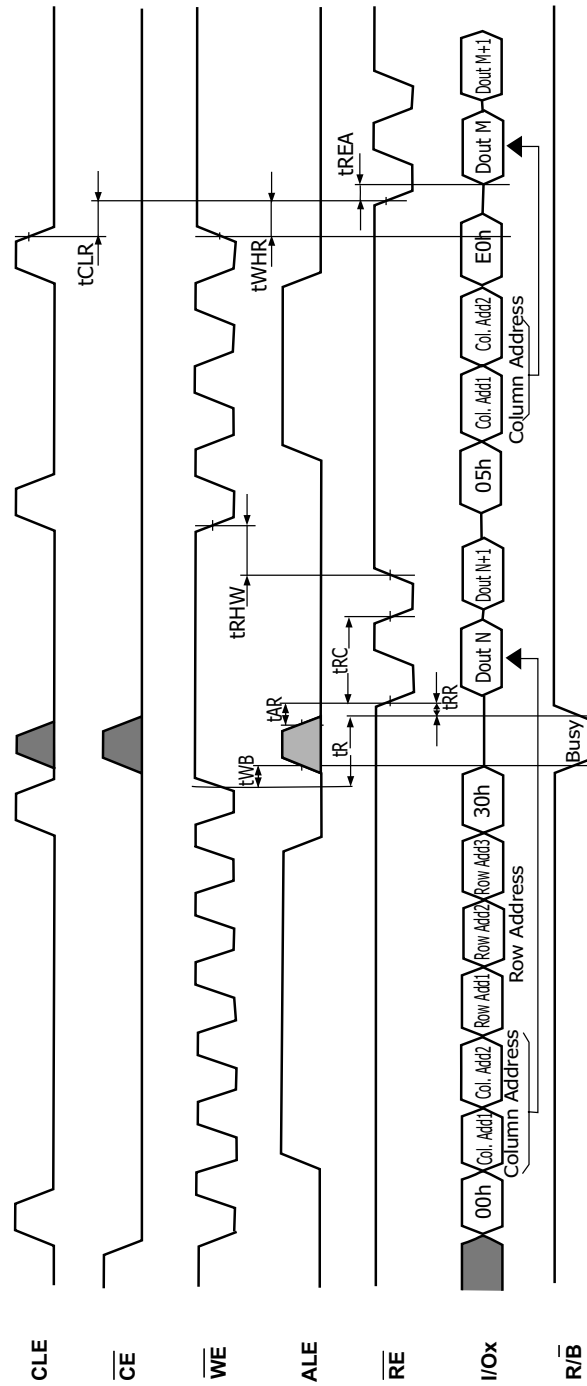 CLE
CE
WE
ALE
RE
I/Ox
R/B
tCLR
tWHR
tREA
tRHW
tWB
tAR
tRC
tR
tRR
00h
Col. Add1
Col. Add2
Row Add1
Row Add2
Row Add3
30h
Dout N
Dout N+1
05h
Col. Add1
Col. Add2
E0h
Dout M
Dout M+1
Column Address
Row Address
Column Address
Busy